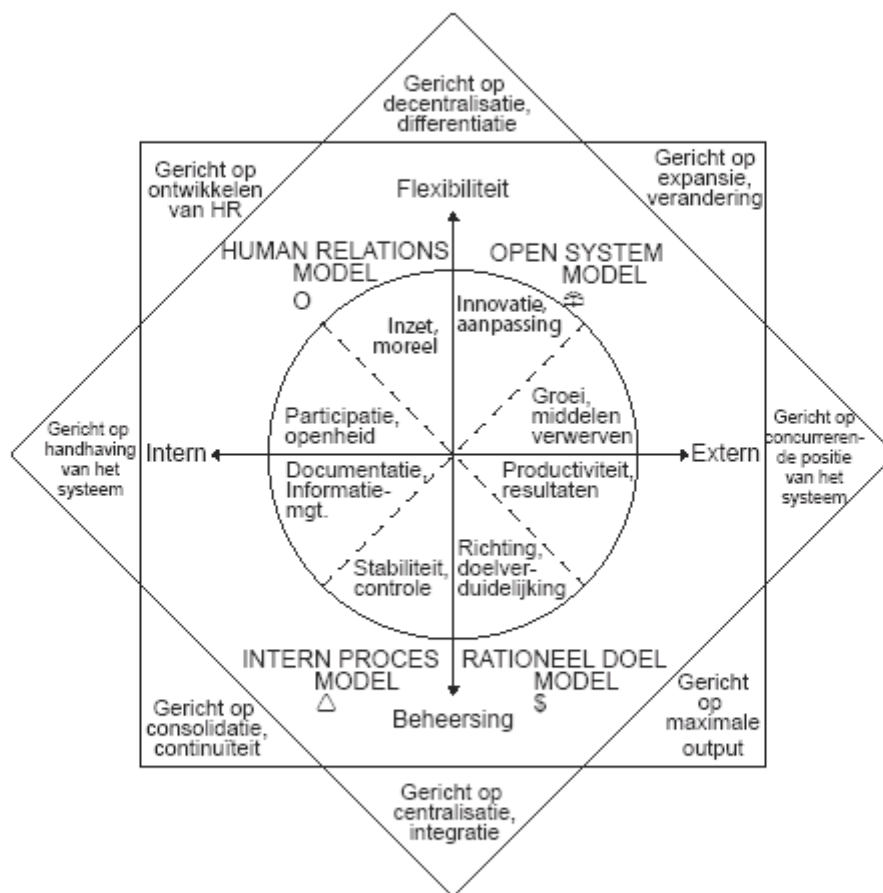 Gericht op
decentralisatie,
differentiatie
Gericht op
ontwikkelen
van HR
Gericht op
expansie,
verandering
Flexibiliteit
HUMAN RELATIONS
MODEL
O
OPEN SYSTEM
MODEL
Inzet,
moreel
Innovatie,
aanpassing
Participatie,
openheid
Groei,
middelen
verwerven
Gericht op
handhaving
van het
systeem
Intern
Extern
Gericht op
concurreren-
de positie
van het
systeem
Documentatie,
Informatie-
mgt.
Productiviteit,
resultaten
Stabiliteit,
controle
Richting,
doelver-
duidelijking
INTERN PROCES
MODEL
△
RATIONEEL DOEL
MODEL
$
Beheersing
Gericht op
consolidatie,
continuïteit
Gericht
op
maximale
output
Gericht op
centralisatie,
integratie